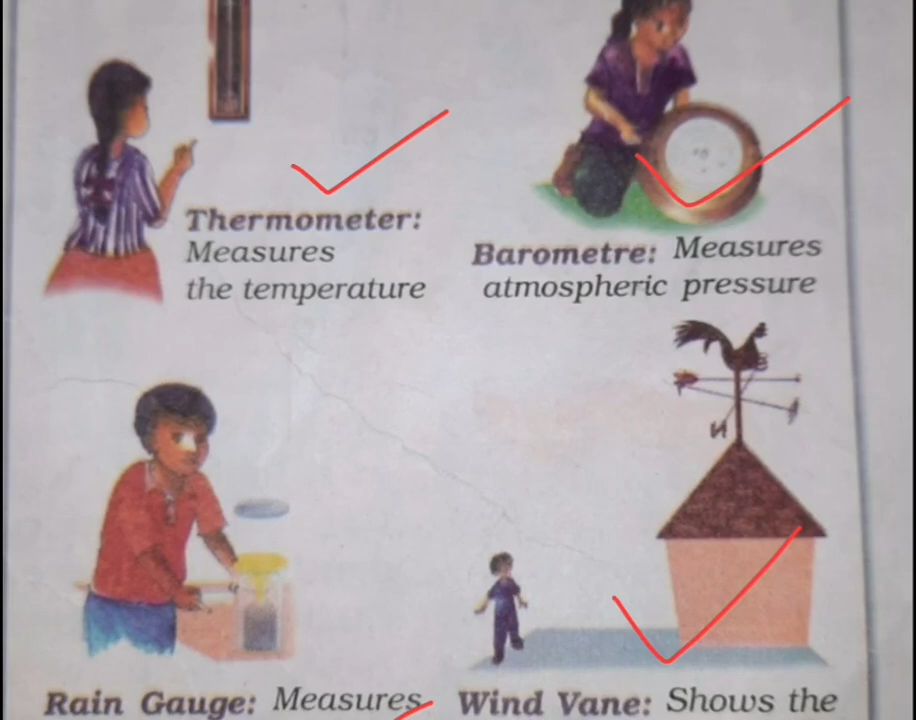 Thermometer:
Measures
the temperature
Barometre: Measures
atmospheric pressure
N
Rain Gauge: Measures
Wind Vane: Shows the